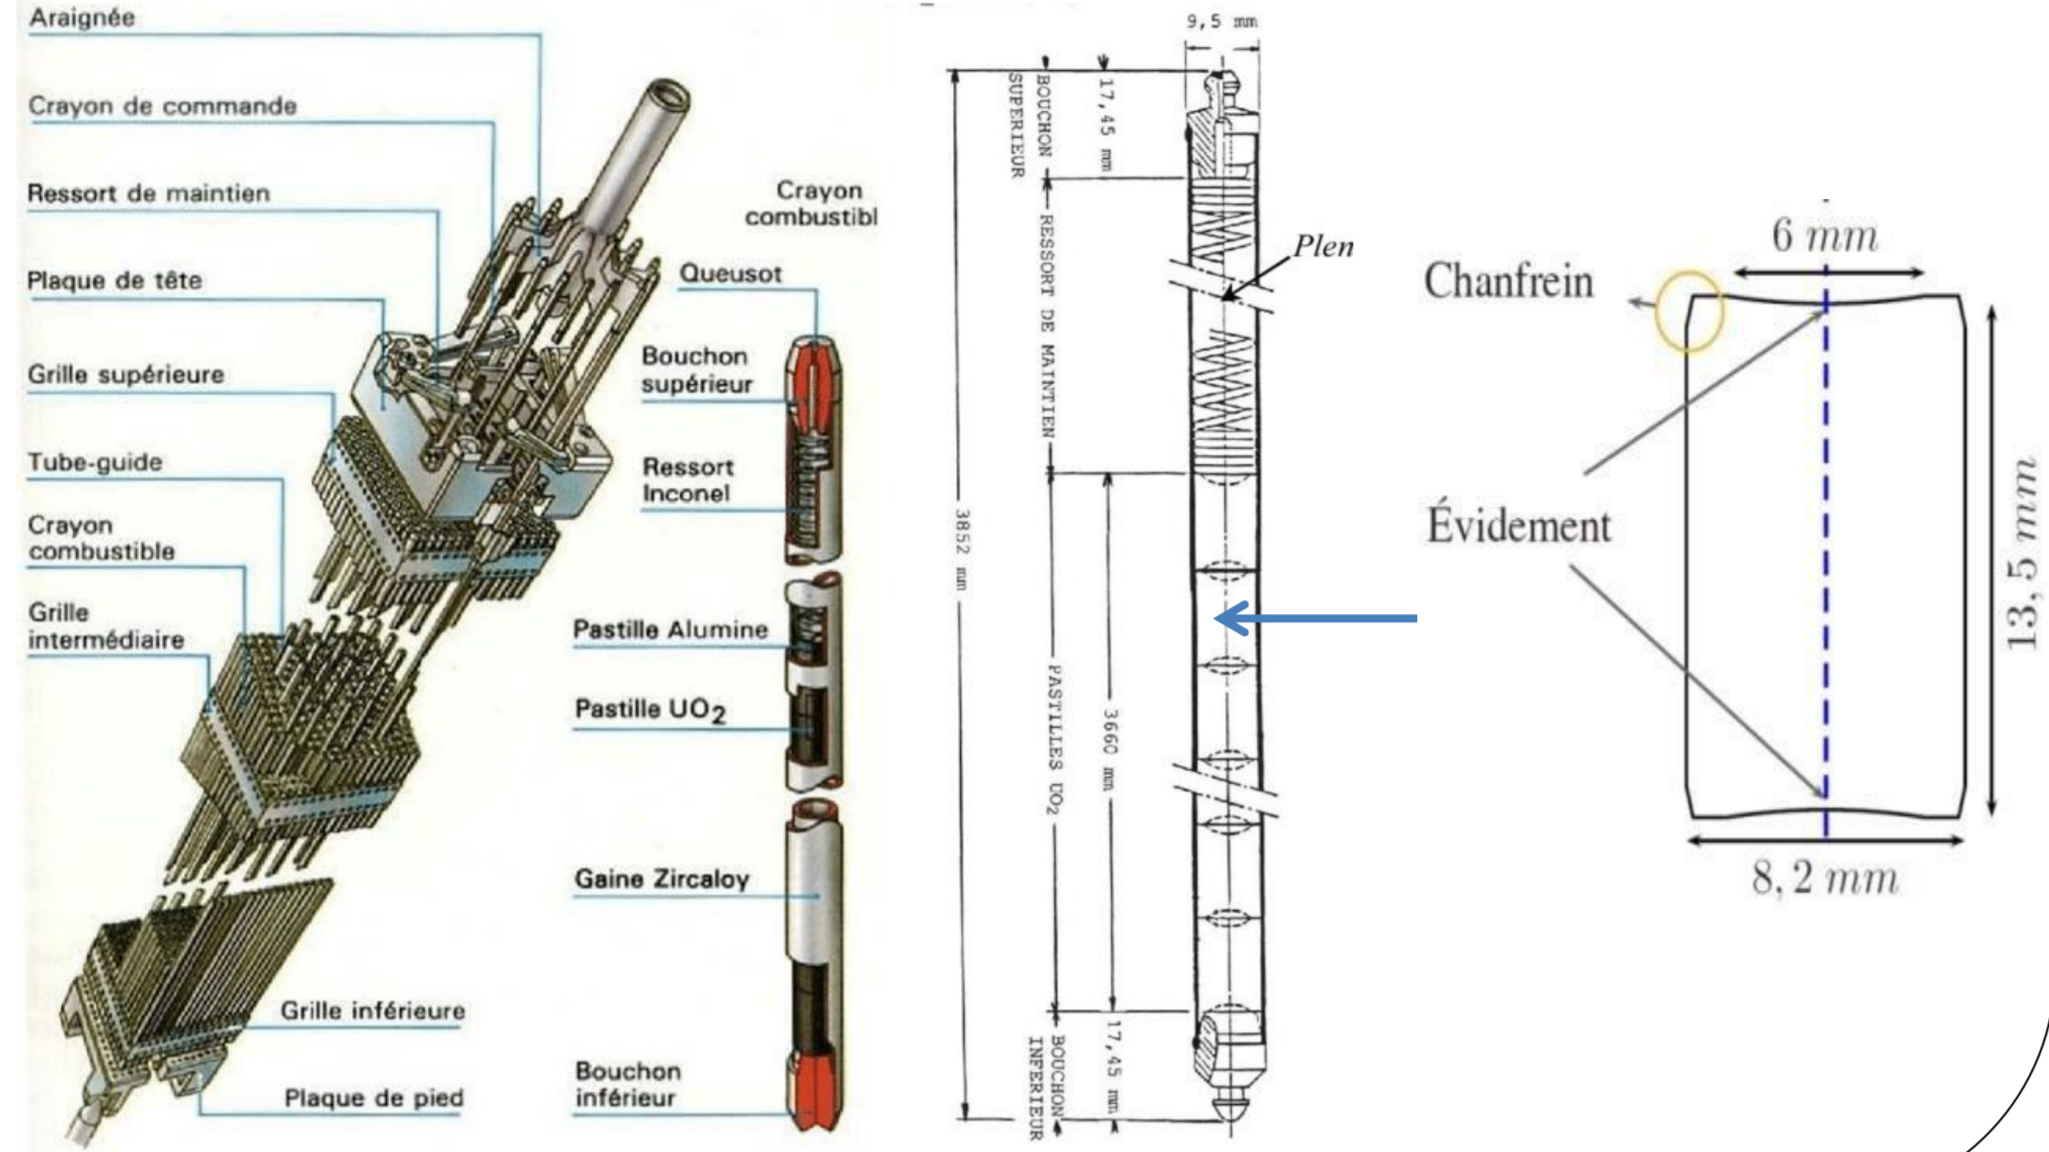 Araignée
Crayon de commande
Ressort de maintien
Plaque de tête
Grille supérieure
Tube-guide
Crayon
combustible
Grille
intermédiaire
Grille inférieure
Plaque de pied
Crayon
combustibl
Queusot
Bouchon
supérieur
Ressort
Inconel
Pastille Alumine
Pastille UO2
Gaine Zircaloy
Bouchon
inférieur
9,5 mm
17,45 mm
BOUCHON
SUPERIEUR
RESSORT DE MAINTIEN
Plen
3852 mm
3660 mm
PASTILLES UO2
17,45 mm
BOUCHON
INFERIEUR
6 mm
Chanfrein
Évidement
13, 5 mm
8, 2 mm